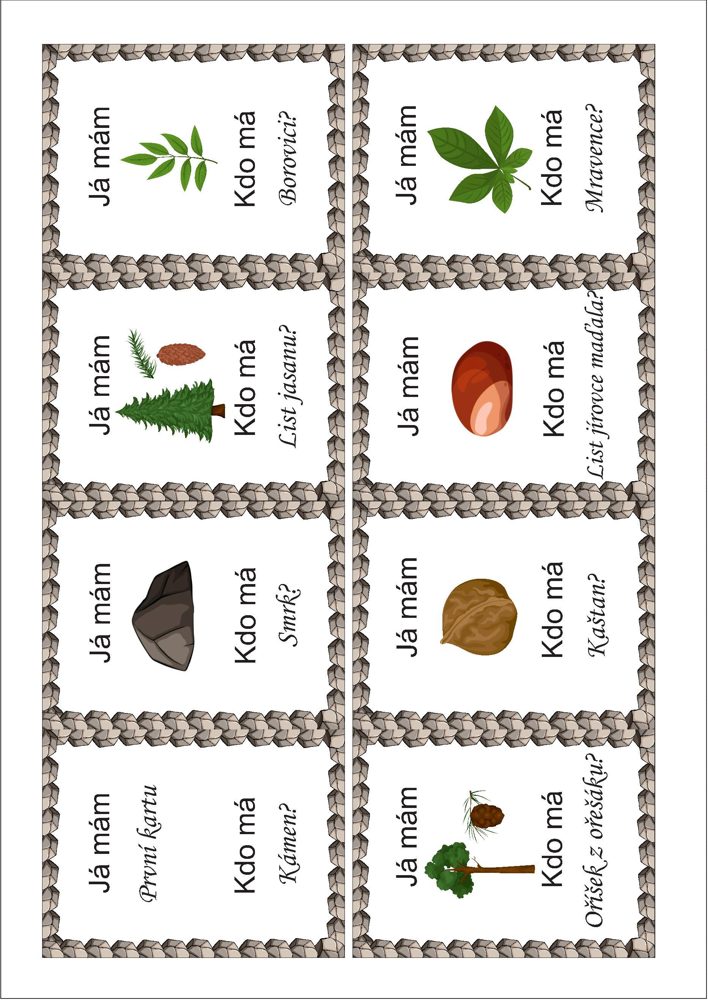 Já mám
První kartu
Kdo má
Kámen?
Já mám
Kdo má
Smrk?
Já mám
Kdo má
List jasanu?
Já mám
Kdo má
Borovici?
Já mám
Kdo má
Oříšek z ořešáku?
Já mám
Kdo má
Kaštan?
Já mám
Kdo má
List jírovce maďala?
Já mám
Kdo má
Mravence?